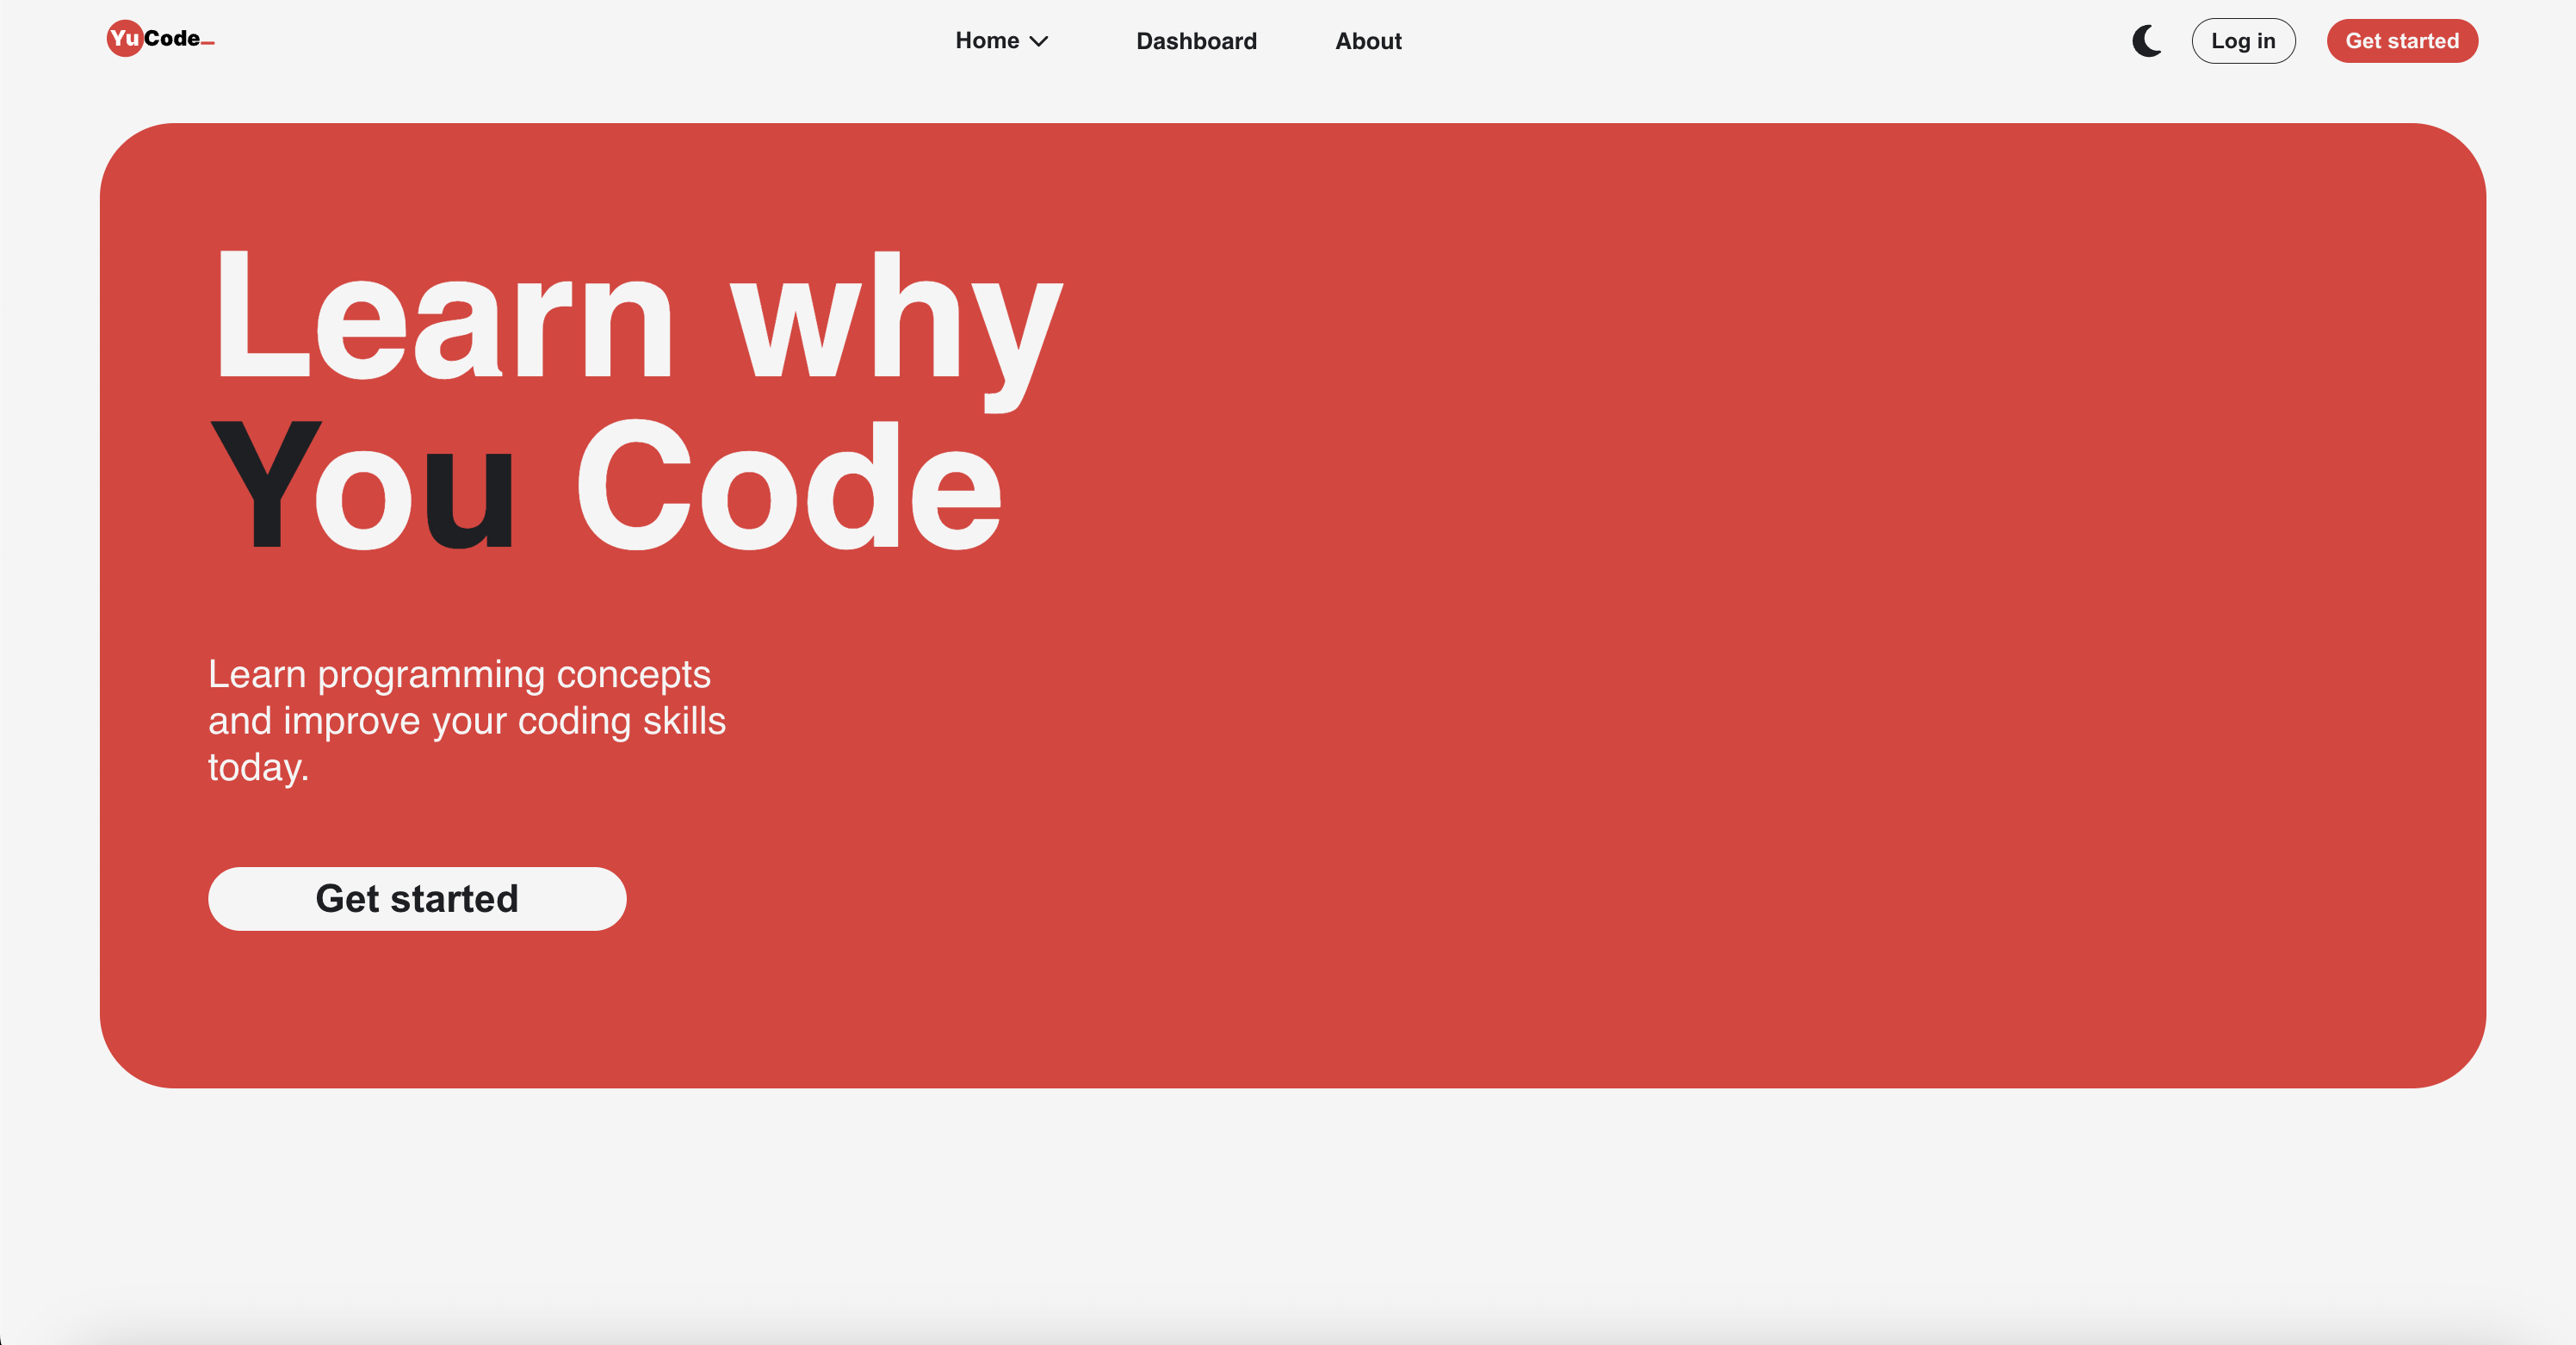 YuCode_
Home
Dashboard
About
Log in
Get started
Learn why
You Code
Learn programming concepts
and improve your coding skills
today.
Get started